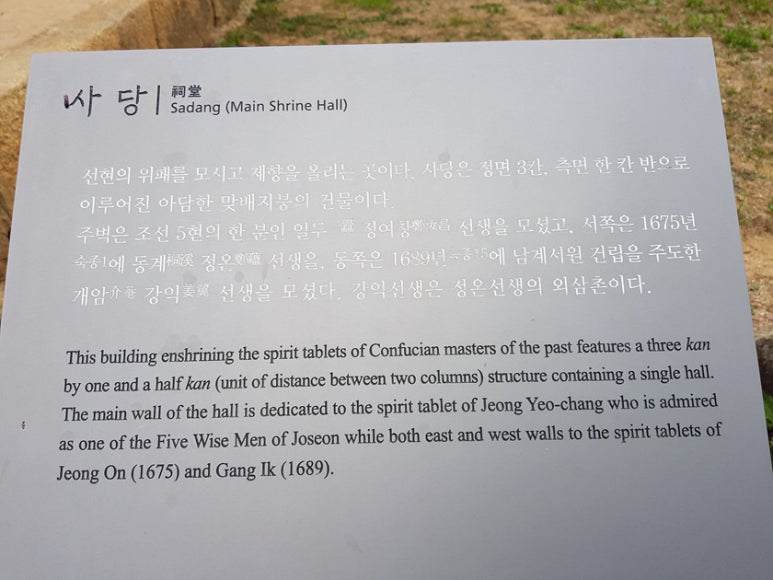 사 당 | 祠堂
Sadang (Main Shrine Hall)
선현의 위패를 모시고 제향을 올리는 곳이다. 사당은 정면 3칸, 측면 한 칸 반으로
이루어진 아담한 맞배지붕의 건물이다.
주벽은 조선 5현의 한 분인 일두 정여창鄭汝昌 선생을 모셨고, 서쪽은 1675년
숙종1에 동계桐溪 정온鄭蘊 선생을, 동쪽은 1689년숙종15에 남계서원 건립을 주도한
개암介菴 강익姜翼 선생을 모셨다. 강익선생은 정온선생의 외삼촌이다.
This building enshrining the spirit tablets of Confucian masters of the past features a three kan
by one and a half kan (unit of distance between two columns) structure containing a single hall.
The main wall of the hall is dedicated to the spirit tablet of Jeong Yeo-chang who is admired
as one of the Five Wise Men of Joseon while both east and west walls to the spirit tablets of
Jeong On (1675) and Gang Ik (1689).